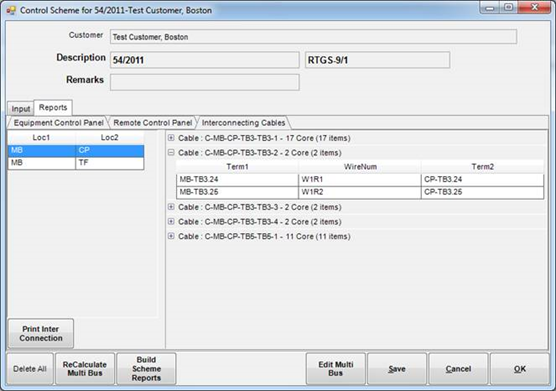 Control Scheme for 54/2011-Test Customer, Boston
Customer Test Customer, Boston
Description 54/2011 RTGS-9/1
Remarks
Input Reports
Equipment Control Panel Remote Control Panel Interconnecting Cables
Loc1 Loc2
MB CP
MB TF
Cable : C-MB-CP-TB3-TB3-1 - 17 Core (17 items)
Cable : C-MB-CP-TB3-TB3-2 - 2 Core (2 items)
Term1 WireNum Term2
MB-TB3.24 W1R1 CP-TB3.24
MB-TB3.25 W1R2 CP-TB3.25
Cable : C-MB-CP-TB3-TB3-3 - 2 Core (2 items)
Cable : C-MB-CP-TB3-TB3-4 - 2 Core (2 items)
Cable : C-MB-CP-TB5-TB5-1 - 11 Core (11 items)
Print Inter
Connection
Delete All
ReCalculate
Multi Bus
Build
Scheme
Reports
Edit Multi
Bus
Save
Cancel
OK